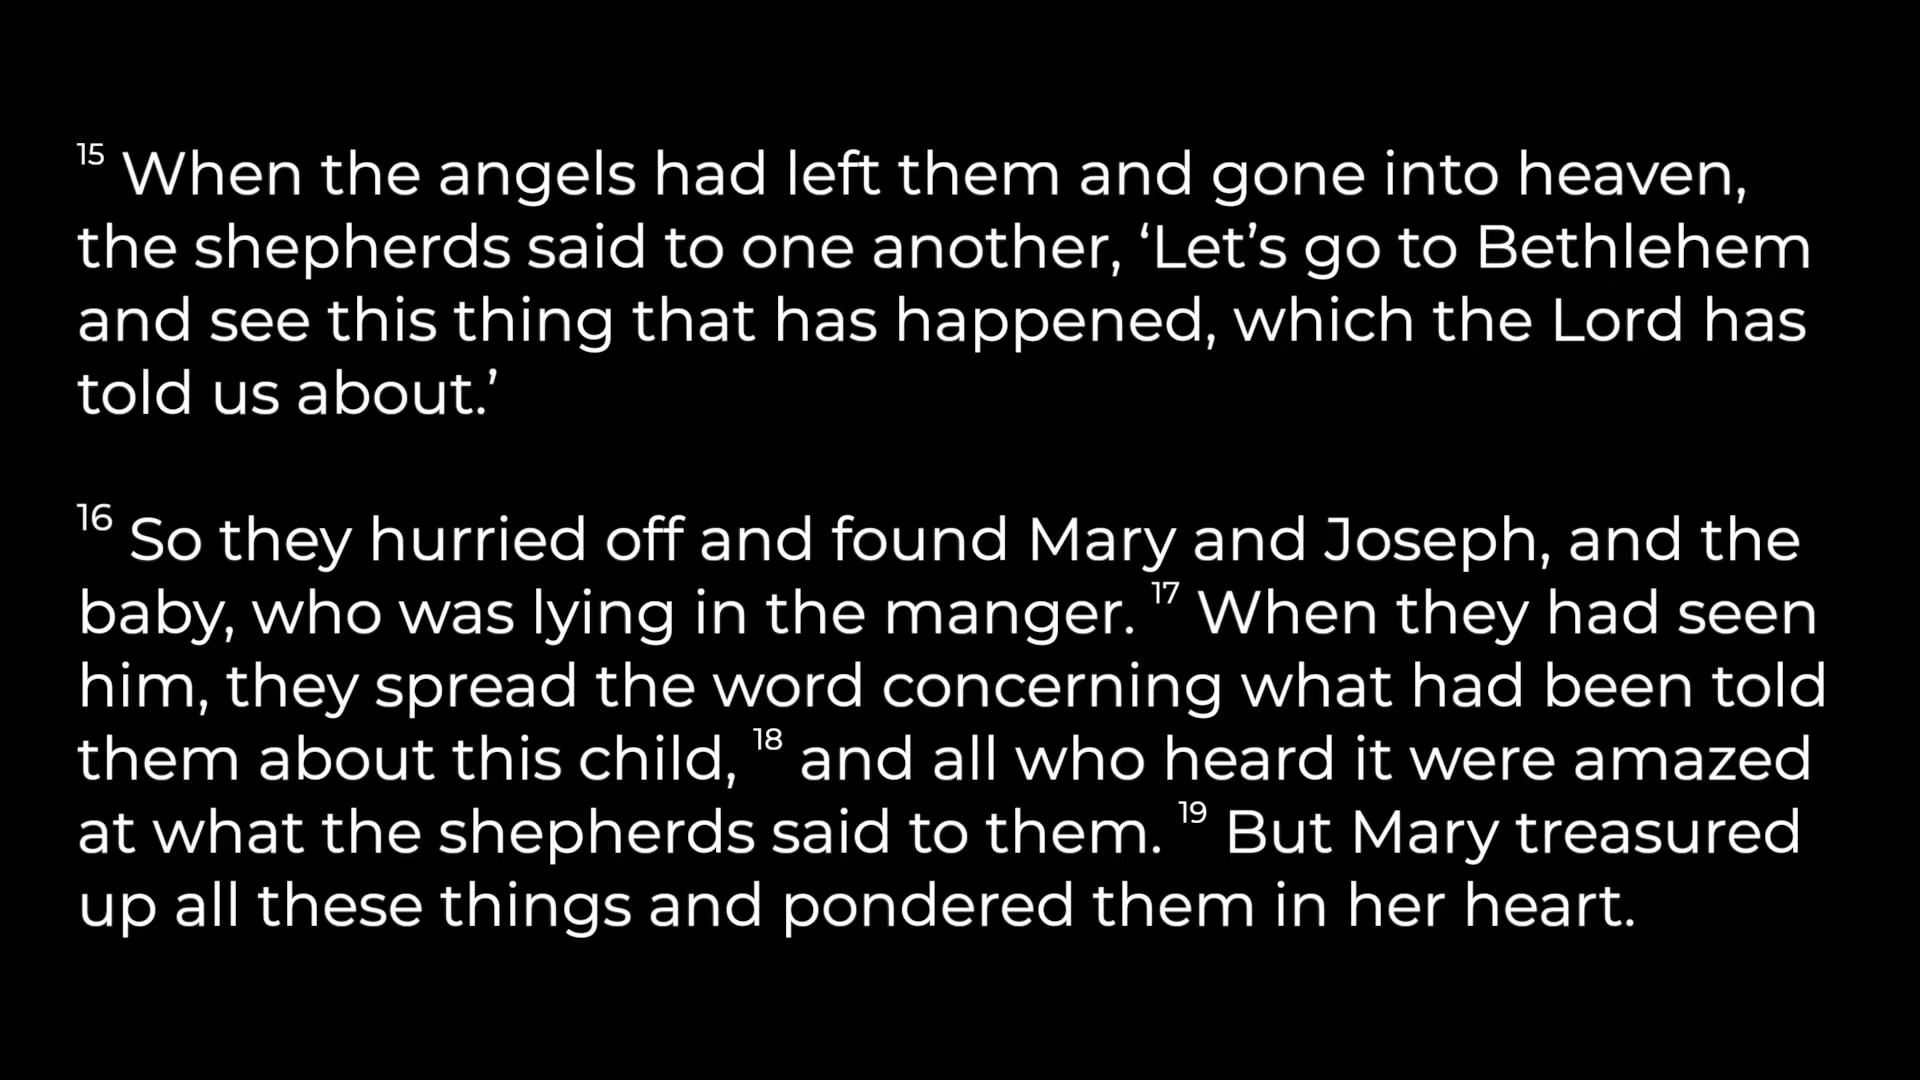 15 When the angels had left them and gone into heaven,
the shepherds said to one another, ‘Let’s go to Bethlehem
and see this thing that has happened, which the Lord has
told us about.’
16 So they hurried off and found Mary and Joseph, and the
baby, who was lying in the manger. 17 When they had seen
him, they spread the word concerning what had been told
them about this child, 18 and all who heard it were amazed
at what the shepherds said to them. 19 But Mary treasured
up all these things and pondered them in her heart.